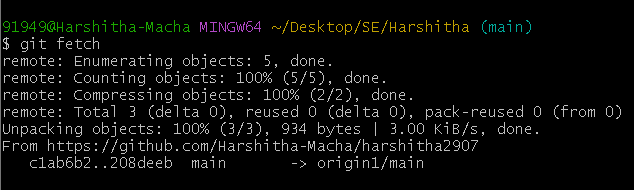 91949@Harshitha-Macha MINGW64 ~/Desktop/SE/Harshitha (main)
$ git fetch
remote: Enumerating objects: 5, done.
remote: Counting objects: 100% (5/5), done.
remote: Compressing objects: 100% (2/2), done.
remote: Total 3 (delta 0), reused 0 (delta 0), pack-reused 0 (from 0)
Unpacking objects: 100% (3/3), 934 bytes | 3.00 KiB/s, done.
From https://github.com/Harshitha-Macha/harshitha2907
   c1ab6b2..208deeb  main       -> origin1/main